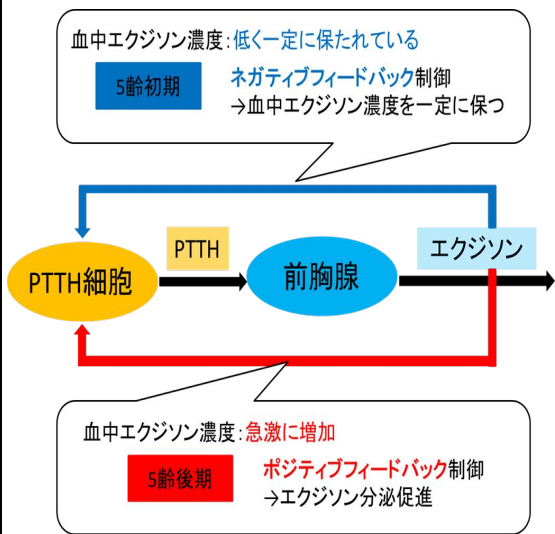 血中エクジソン濃度:低く一定に保たれている
5齢初期
ネガティブフィードバック制御
→血中エクジソン濃度を一定に保つ
PTTH
エクジソン
PTTH細胞
前胸腺
血中エクジソン濃度:急激に増加
5齢後期
ポジティブフィードバック制御
→エクジソン分泌促進